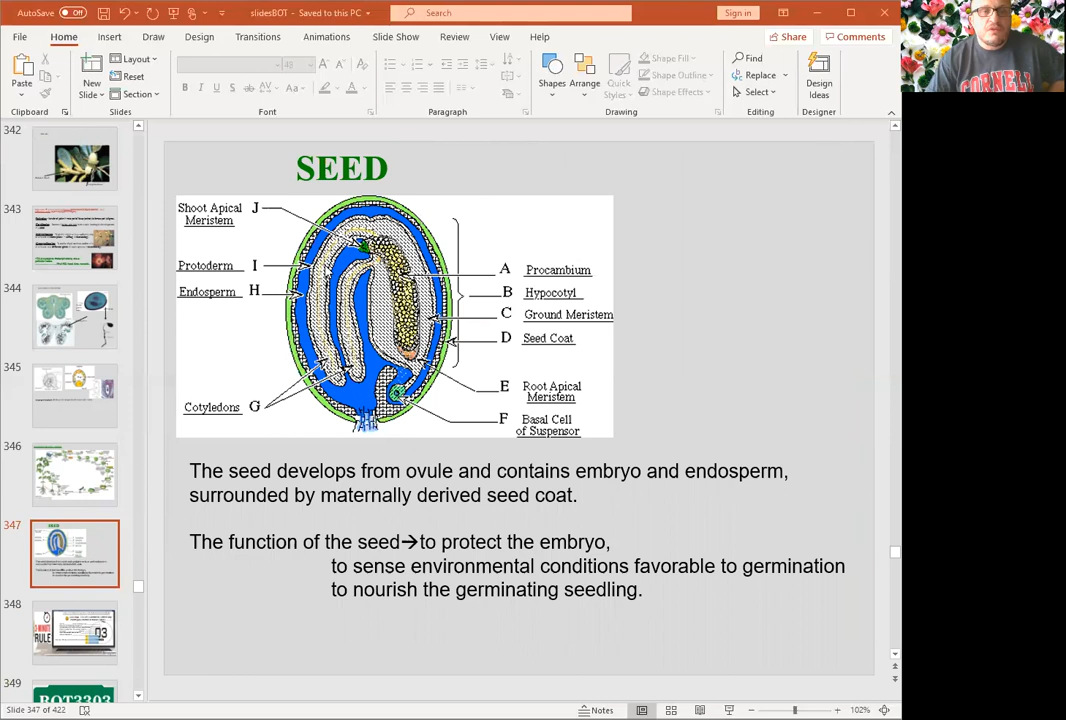 AutoSave Off slidesBOT - Saved to this PC Search Sign in
File Home Insert Draw Design Transitions Animations Slide Show Review View Help Share Comments
Paste
Clipboard
New Slide
Layout
Reset
Section
Slides
Font
Paragraph
Shapes
Arrange
Quick Styles
Shape Fill
Shape Outline
Shape Effects
Drawing
Find
Replace
Select
Editing
Design Ideas
Designer
CORNELL
342
343
344
345
346
347
348
349
BOT3303
SEED
Shoot Apical J
Meristem
Protoderm I
Endosperm H
Cotyledons G
A Procambium
B Hypocotyl
C Ground Meristem
D Seed Coat
E Root Apical
Meristem
F Basal Cell
of Suspensor
The seed develops from ovule and contains embryo and endosperm,
surrounded by maternally derived seed coat.
The function of the seed→to protect the embryo,
to sense environmental conditions favorable to germination
to nourish the germinating seedling.
Slide 347 of 422
Notes
102%